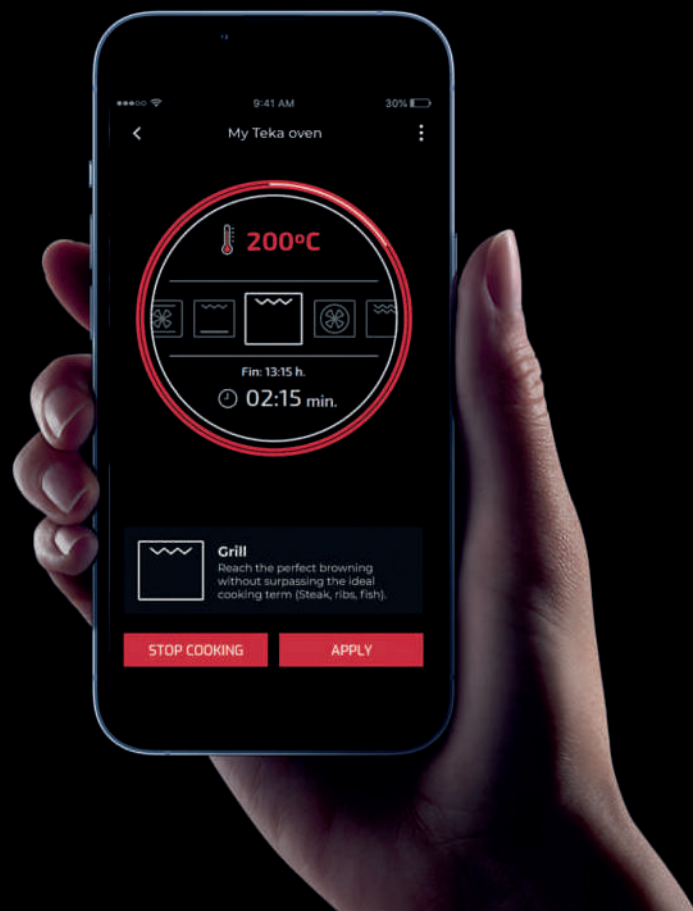 9:41 AM
30%
My Teka oven
200ºC
Fin: 13:15 h.
02:15 min.
Grill
Reach the perfect browning
without surpassing the ideal
cooking term (Steak, ribs, fish).
STOP COOKING
APPLY